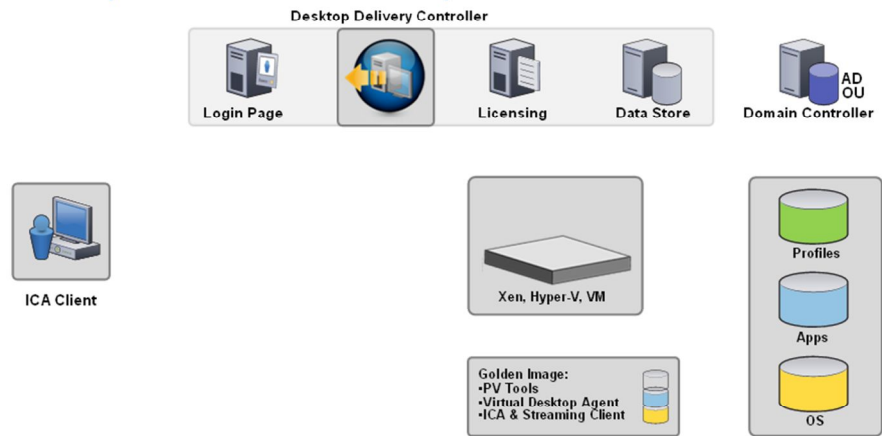 Desktop Delivery Controller
Login Page
Licensing
Data Store
AD
OU
Domain Controller
ICA Client
Xen, Hyper-V, VM
Profiles
Apps
OS
Golden Image:
•PV Tools
•Virtual Desktop Agent
•ICA & Streaming Client